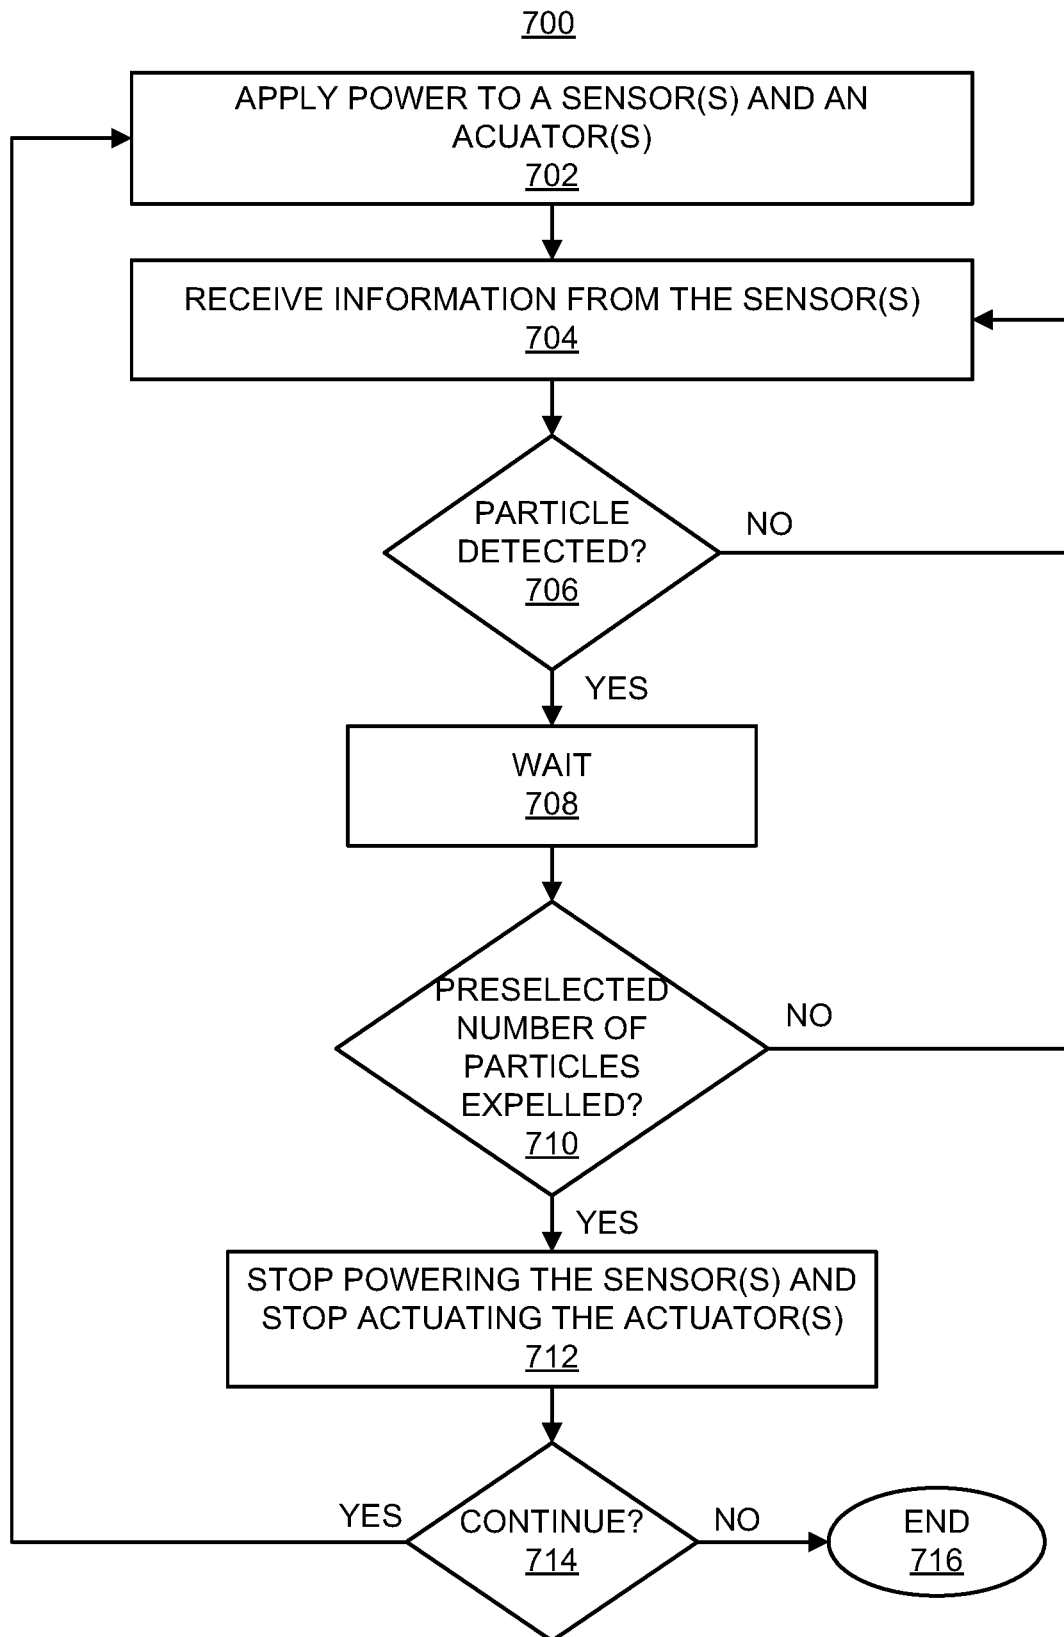 700
APPLY POWER TO A SENSOR(S) AND AN
ACUATOR(S)
702
RECEIVE INFORMATION FROM THE SENSOR(S)
704
PARTICLE
DETECTED?
706
NO
YES
WAIT
708
PRESELECTED
NUMBER OF
PARTICLES
EXPELLED?
710
NO
YES
STOP POWERING THE SENSOR(S) AND
STOP ACTUATING THE ACTUATOR(S)
712
YES
CONTINUE?
714
NO
END
716